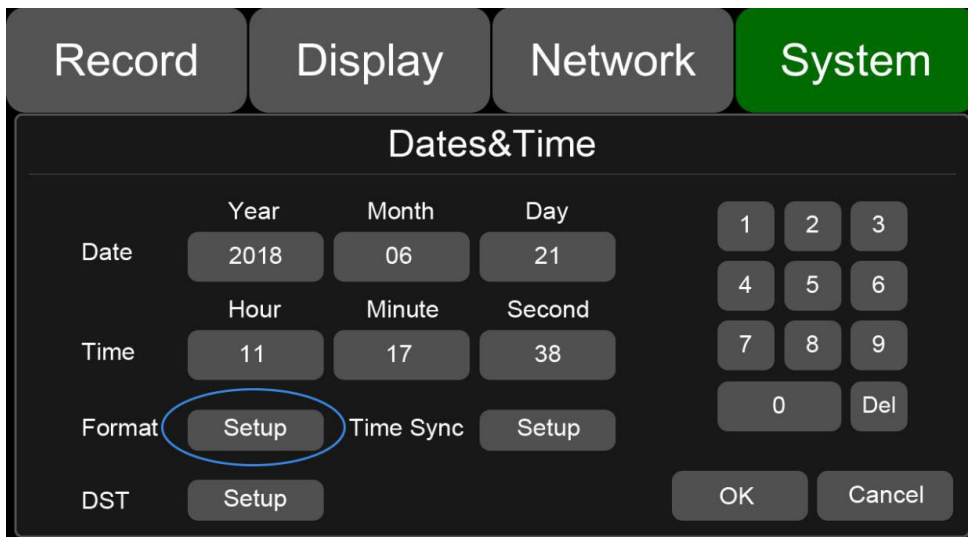 Record Display Network System
Dates&Time
Year Month Day
Date 2018 06 21
Hour Minute Second
Time 11 17 38
Format Setup Time Sync Setup
DST Setup
1 2 3
4 5 6
7 8 9
0 Del
OK Cancel